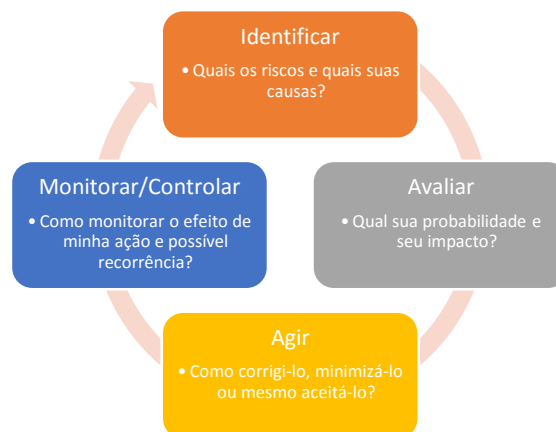 Identificar
• Quais os riscos e quais suas
causas?
Avaliar
• Qual sua probabilidade e
seu impacto?
Agir
• Como corrigi-lo, minimizá-lo
ou mesmo aceitá-lo?
Monitorar/Controlar
• Como monitorar o efeito de
minha ação e possível
recorrência?